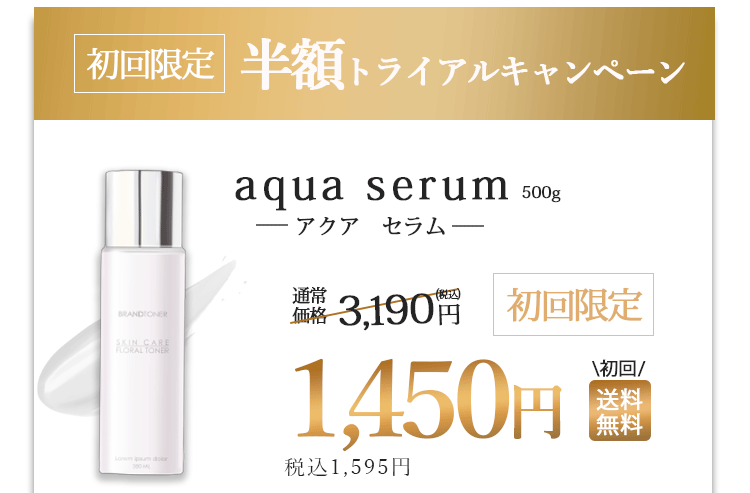 初回限定 半額トライアルキャンペーン
aqua serum 500g
アクア セラム
通常価格 3,190円(税込)
初回限定
1,450円
\初回/
送料
無料
税込1,595円
BRANDTONER
SKIN CARE
FLORAL TONER
Lorem ipsum dolor